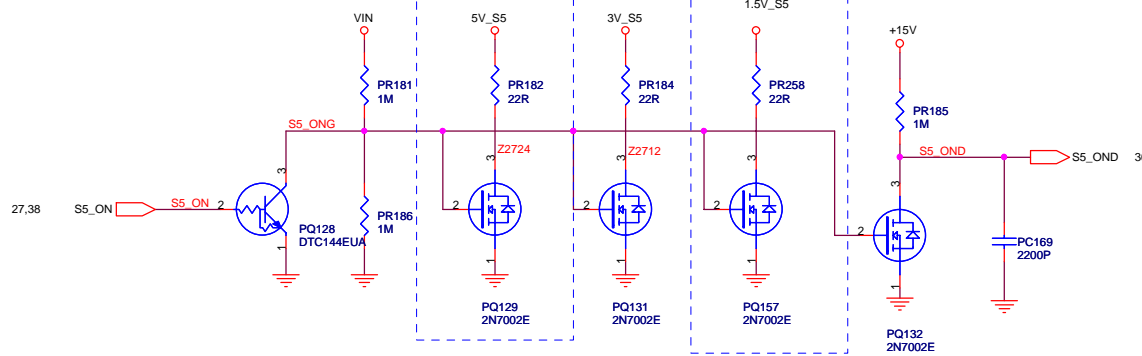 1.5V_S5
VIN
5V_S5
3V_S5
+15V
PR181
1M
PR182
22R
PR184
22R
PR258
22R
PR185
1M
S5_ONG
Z2724
Z2712
S5_OND
S5_OND
3
3
3
3
3
27,38
S5_ON
S5_ON
2
2
2
2
2
PR186
1M
PQ128
DTC144EUA
PC169
2200P
1
1
1
1
1
PQ129
2N7002E
PQ131
2N7002E
PQ157
2N7002E
PQ132
2N7002E